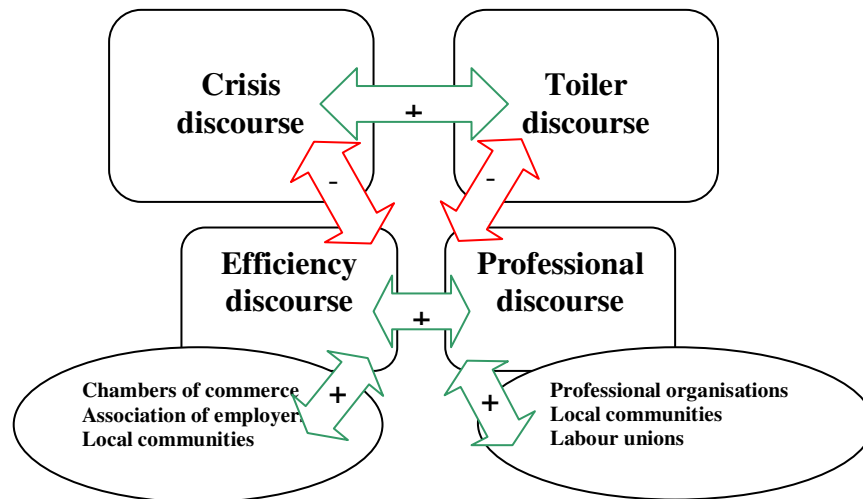 Crisis
discourse
+
Toiler
discourse
-
-
Efficiency
discourse
+
Professional
discourse
Chambers of commerce
Association of employer
Local communities
+
+
Professional organisations
Local communities
Labour unions